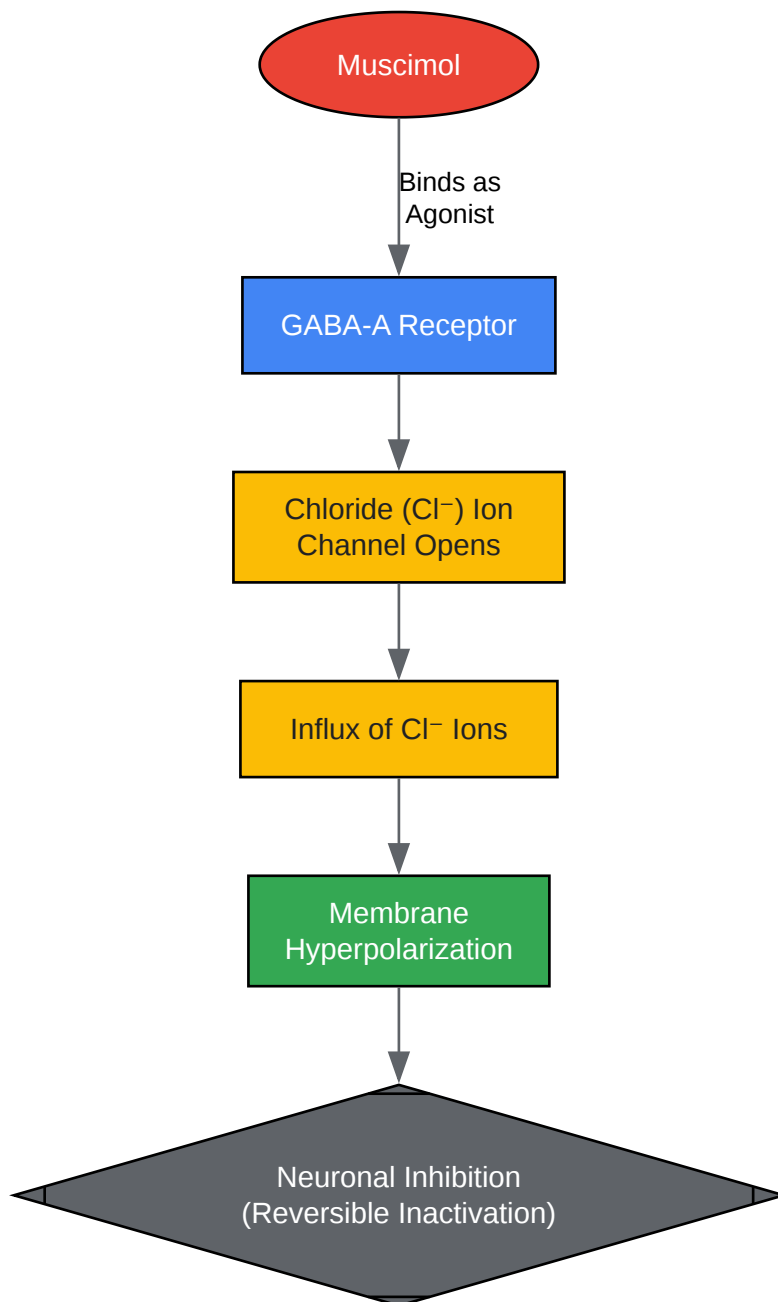 Muscimol
Binds as
Agonist
GABA-A Receptor
Chloride (Cl⁻) Ion
Channel Opens
Influx of Cl⁻ Ions
Membrane
Hyperpolarization
Neuronal Inhibition
(Reversible Inactivation)